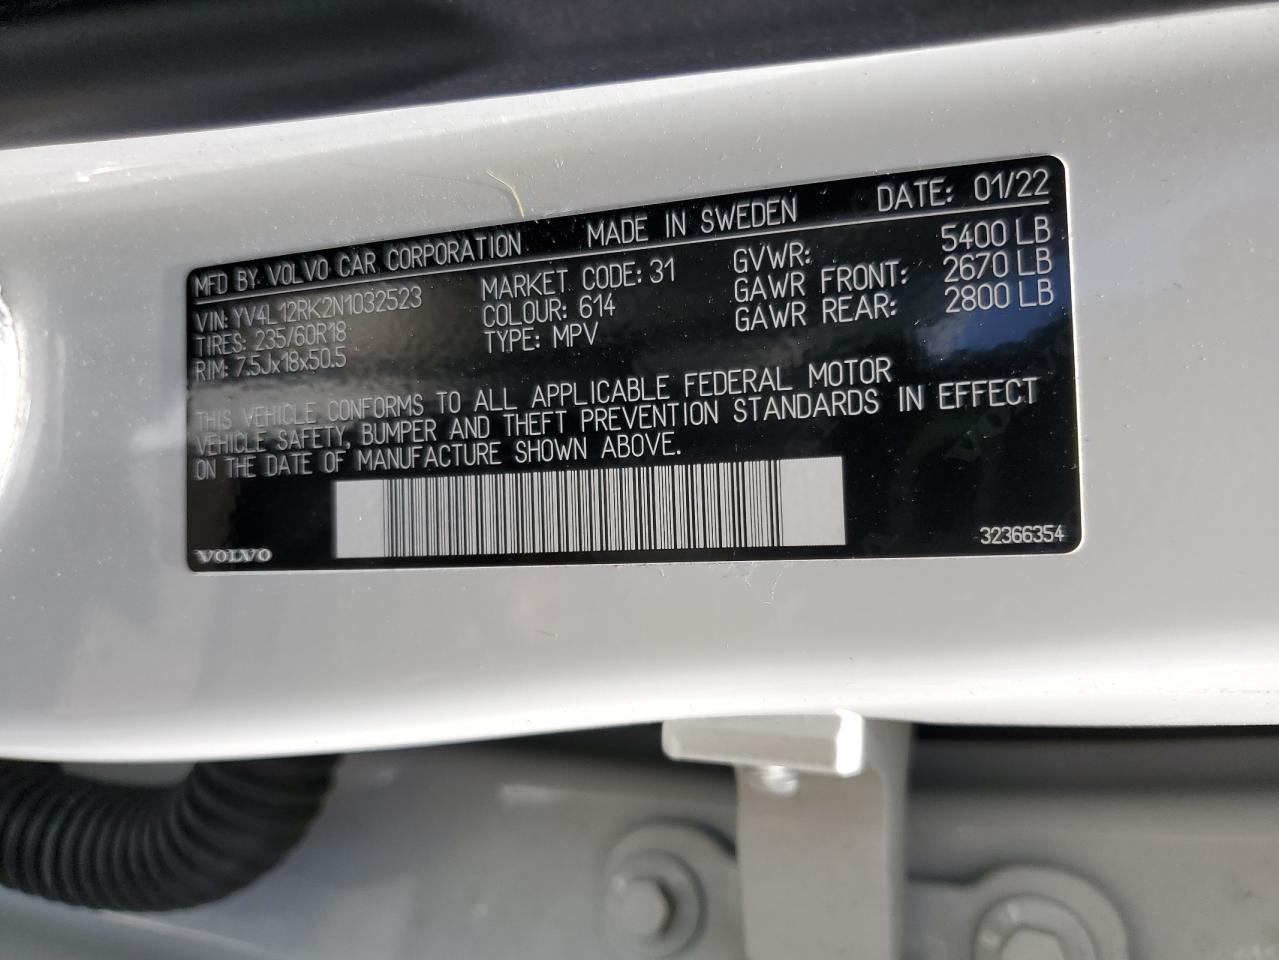 MFD BY VOLVO CAR CORPORATION MADE IN SWEDEN DATE: 01/22
VIN: YV4L12RK2N1032523 MARKET CODE: 31 GVWR: 5400 LB
TIRES: 235/60R18 COLOUR: 614 GAWR FRONT: 2670 LB
RIM: 7.5Jx18x50.5 TYPE: MPV GAWR REAR: 2800 LB
THIS VEHICLE CONFORMS TO ALL APPLICABLE FEDERAL MOTOR
VEHICLE SAFETY, BUMPER AND THEFT PREVENTION STANDARDS IN EFFECT
ON THE DATE OF MANUFACTURE SHOWN ABOVE.
VOLVO 32366354